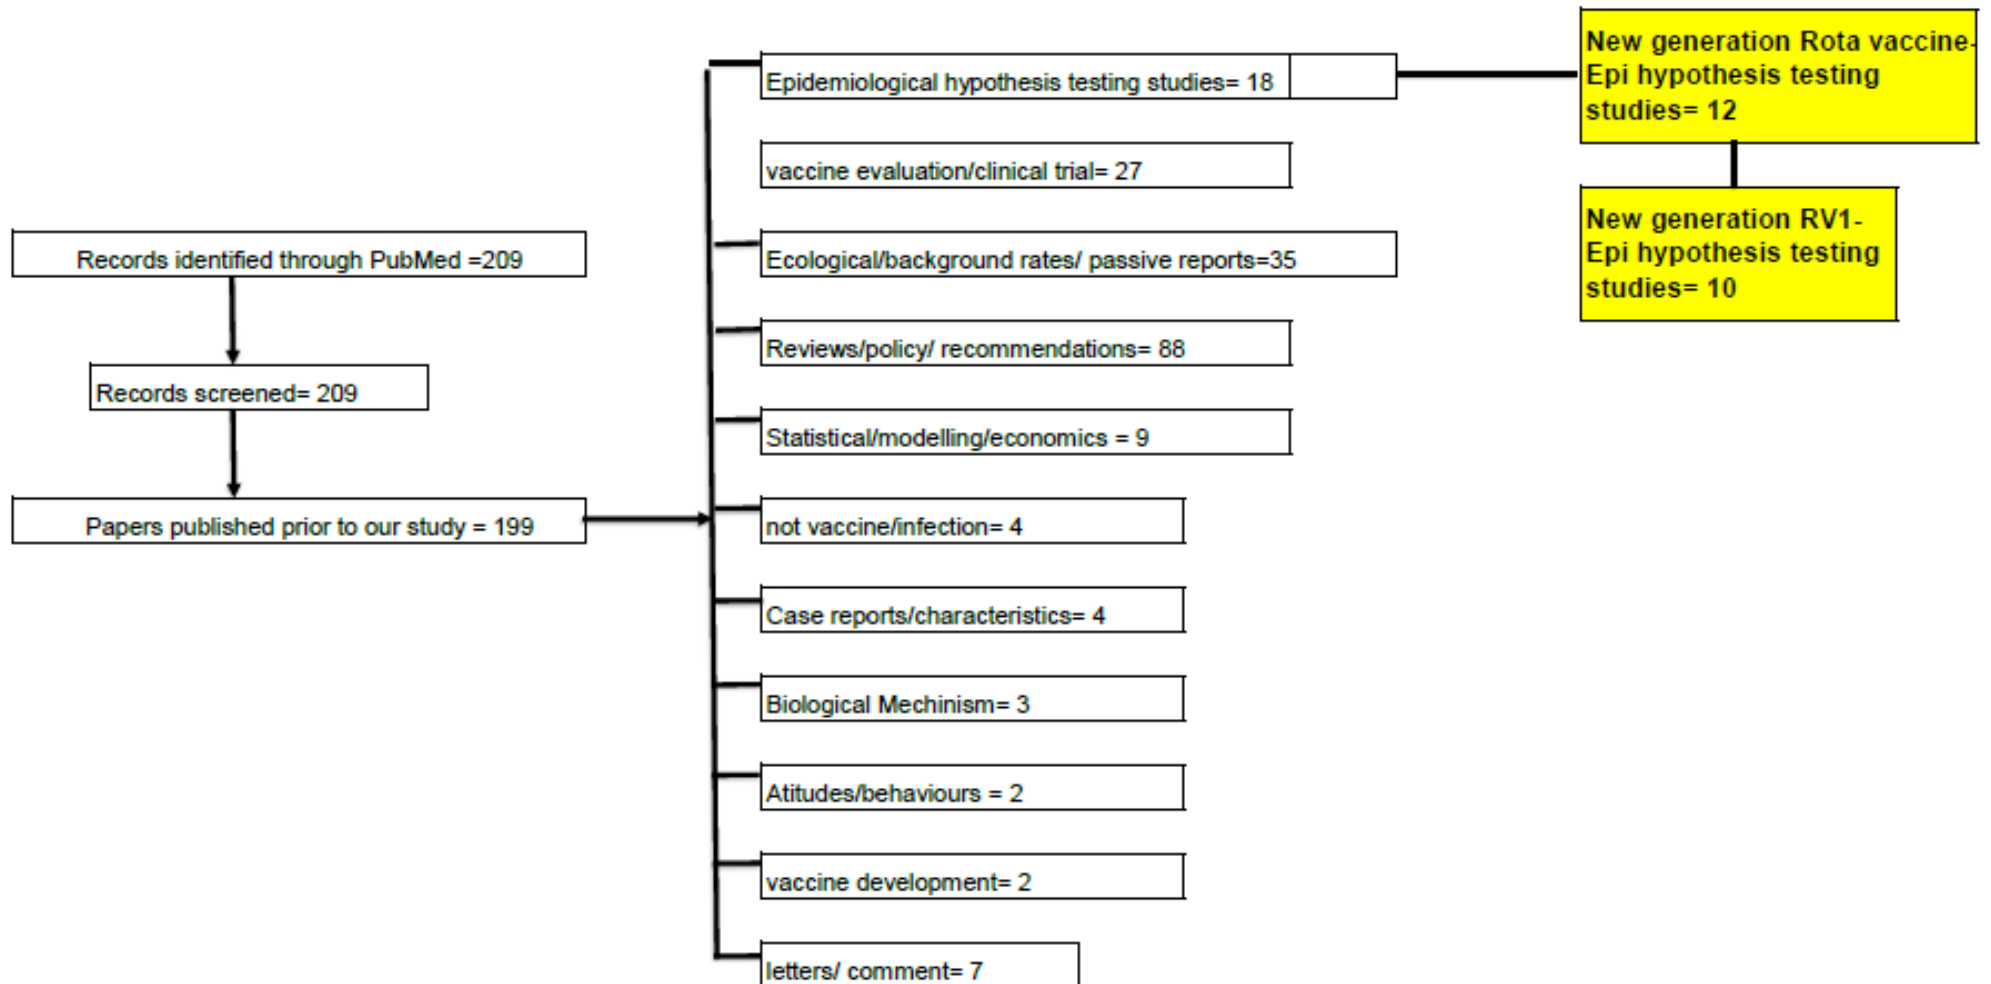 Records identified through PubMed =209
Records screened= 209
Papers published prior to our study = 199
Epidemiological hypothesis testing studies= 18
vaccine evaluation/clinical trial= 27
Ecological/background rates/ passive reports=35
Reviews/policy/ recommendations= 88
Statistical/modelling/economics = 9
not vaccine/infection= 4
Case reports/characteristics= 4
Biological Mechinism= 3
Atitudes/behaviours = 2
vaccine development= 2
letters/ comment= 7
New generation Rota vaccine-
Epi hypothesis testing
studies= 12
New generation RV1-
Epi hypothesis testing
studies= 10